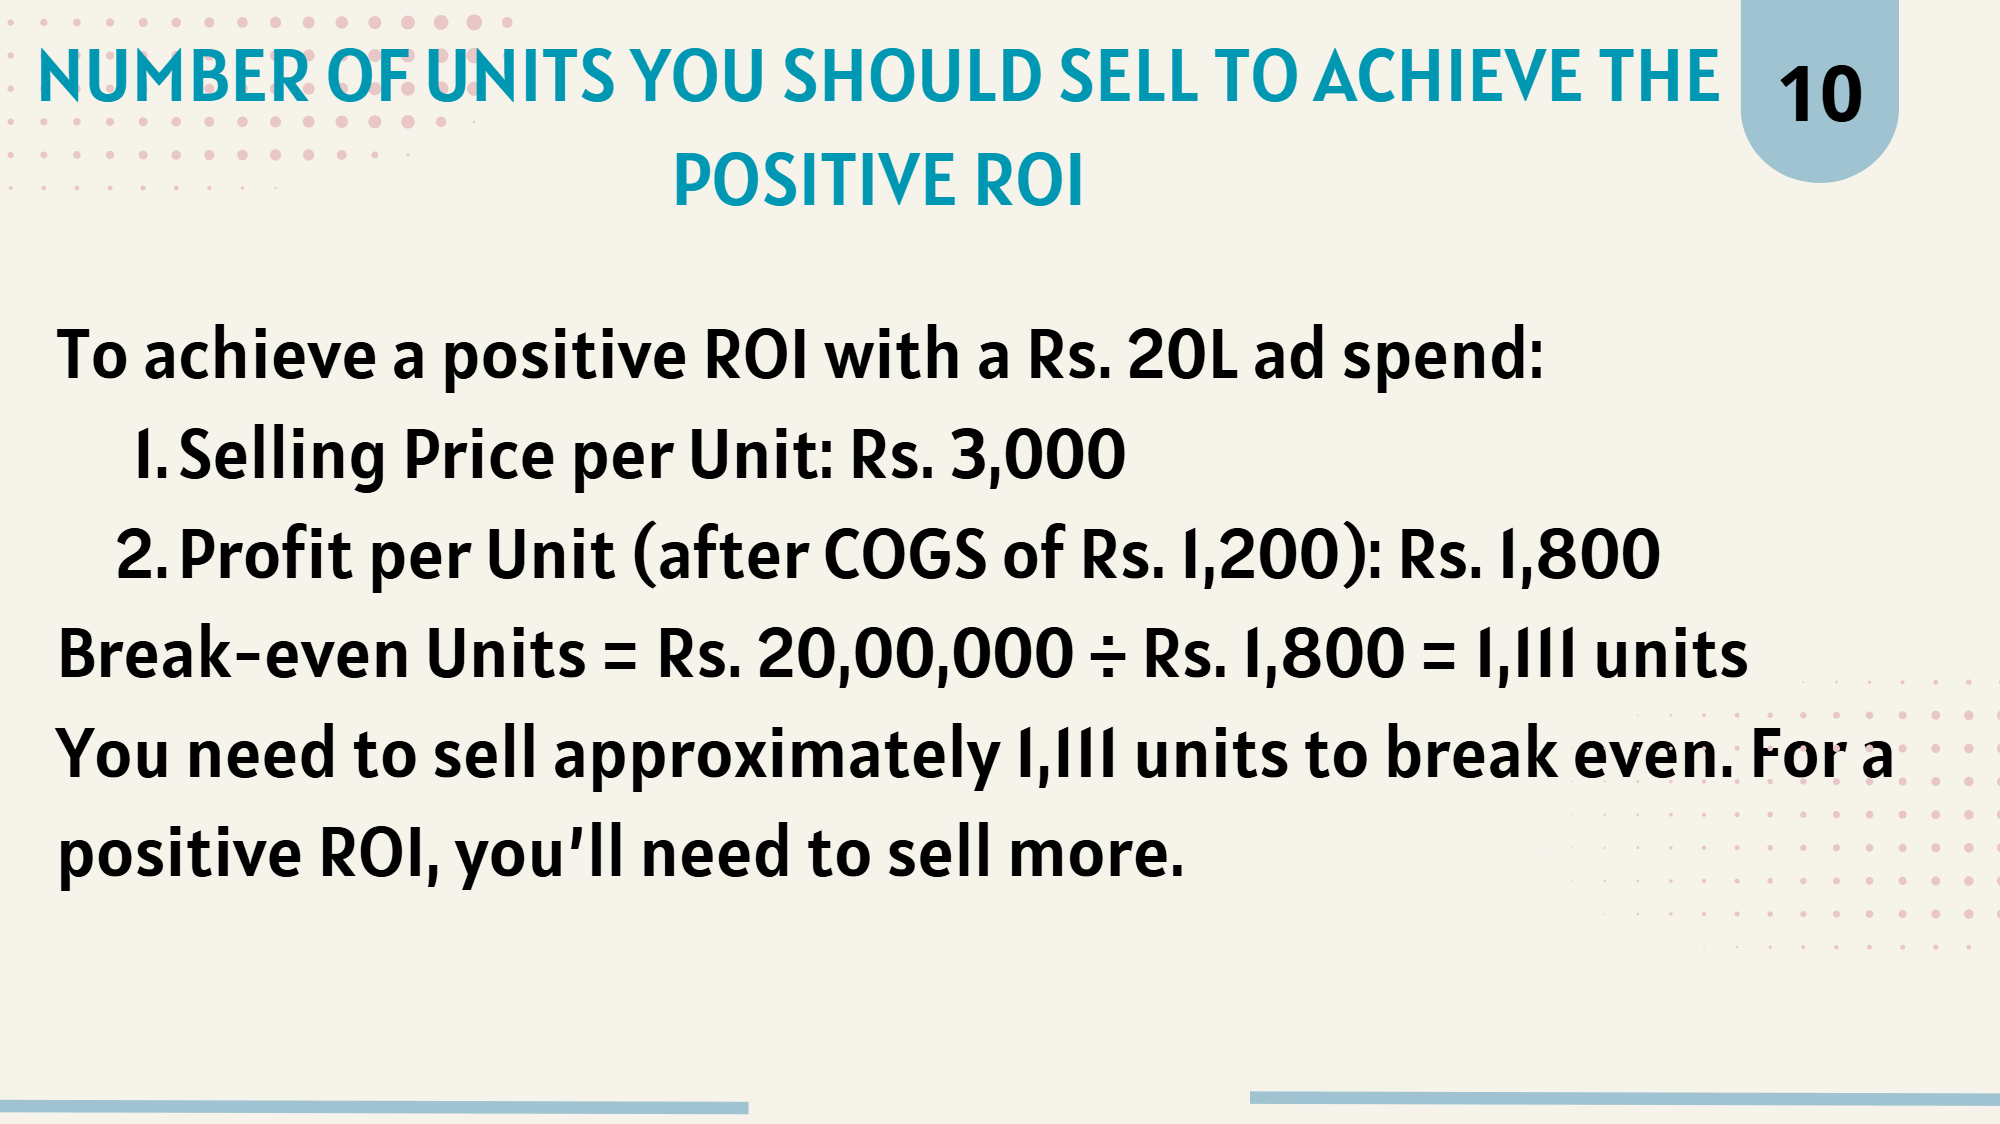 NUMBER OF UNITS YOU SHOULD SELL TO ACHIEVE THE
POSITIVE ROI
10
To achieve a positive ROI with a Rs. 20L ad spend:
1. Selling Price per Unit: Rs. 3,000
2. Profit per Unit (after COGS of Rs. 1,200): Rs. 1,800
Break-even Units = Rs. 20,00,000 ÷ Rs. 1,800 = 1,111 units
You need to sell approximately 1,111 units to break even. For a
positive ROI, you'll need to sell more.